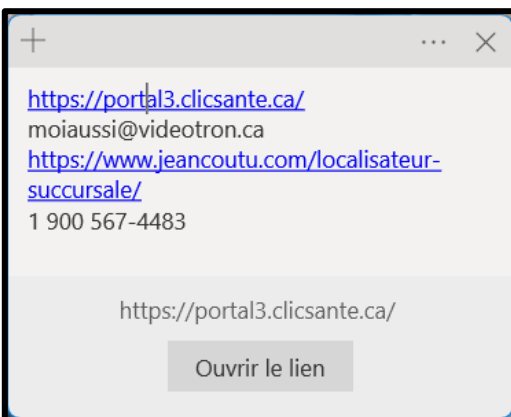 https://portal3.clicsante.ca/
moiaussi@videotron.ca
https://www.jeancoutu.com/localisateur-
succursale/
1 900 567-4483
https://portal3.clicsante.ca/
Ouvrir le lien